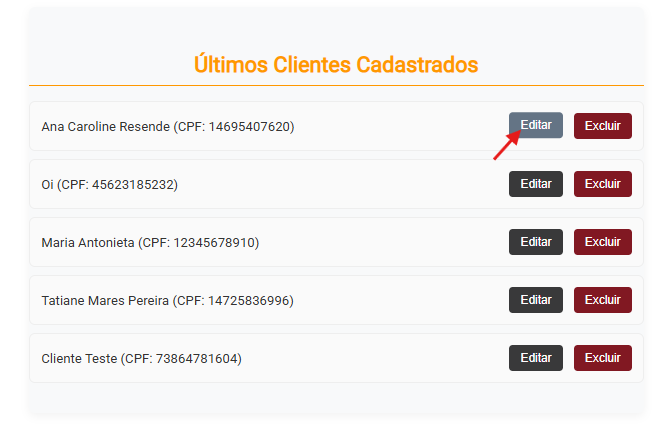 Últimos Clientes Cadastrados
Ana Caroline Resende (CPF: 14695407620) Editar Excluir
Oi (CPF: 45623185232) Editar Excluir
Maria Antonieta (CPF: 12345678910) Editar Excluir
Tatiane Mares Pereira (CPF: 14725836996) Editar Excluir
Cliente Teste (CPF: 73864781604) Editar Excluir